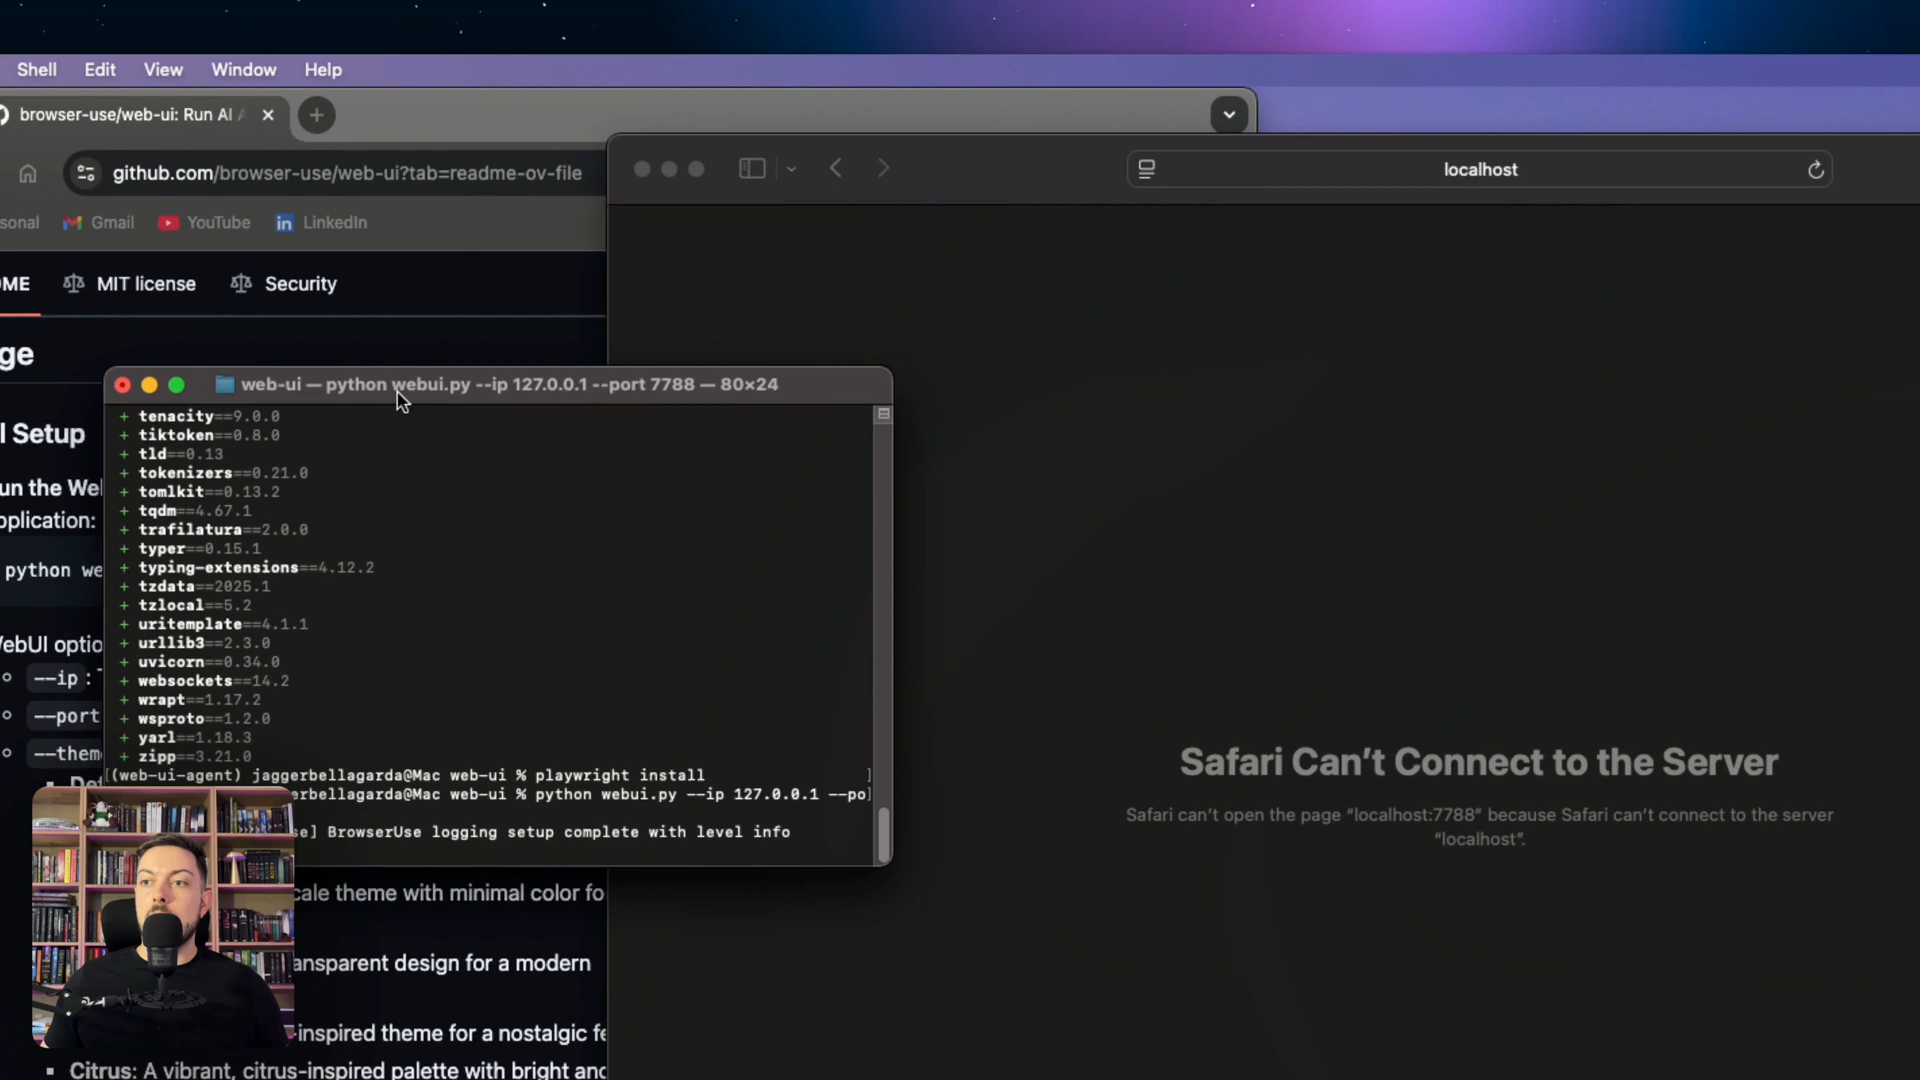 Shell Edit View Window Help
browser-use/web-ui: Run AI
github.com/browser-use/web-ui?tab=readme-ov-file
localhost
Gmail YouTube LinkedIn
MIT license Security
web-ui — python webui.py --ip 127.0.0.1 --port 7788 — 80×24
+ tenacity==9.0.0
+ tiktoken==0.8.0
+ tld==0.13
+ tokenizers==0.21.0
+ tomlkit==0.13.2
+ tqdm==4.67.1
+ trafilatura==2.0.0
+ typer==0.15.1
+ typing-extensions==4.12.2
+ tzdata==2025.1
+ tzlocal==5.2
+ uritemplate==4.1.1
+ urllib3==2.3.0
+ uvicorn==0.34.0
+ websockets==14.2
+ wrapt==1.17.2
+ wsproto==1.2.0
+ yarl==1.18.3
+ zipp==3.21.0
[(web-ui-agent) jaggerbellagarda@Mac web-ui % playwright install ]
erbellagarda@Mac web-ui % python webui.py --ip 127.0.0.1 --po]
se] BrowserUse logging setup complete with level info
l Setup
un the We
pplication:
python we
ebUI optio
--ip :
--port
--them
cale theme with minimal color fo
ansparent design for a modern
-inspired theme for a nostalgic fe
Citrus: A vibrant, citrus-inspired palette with bright and
Safari Can’t Connect to the Server
Safari can’t open the page “localhost:7788” because Safari can’t connect to the server
“localhost”.